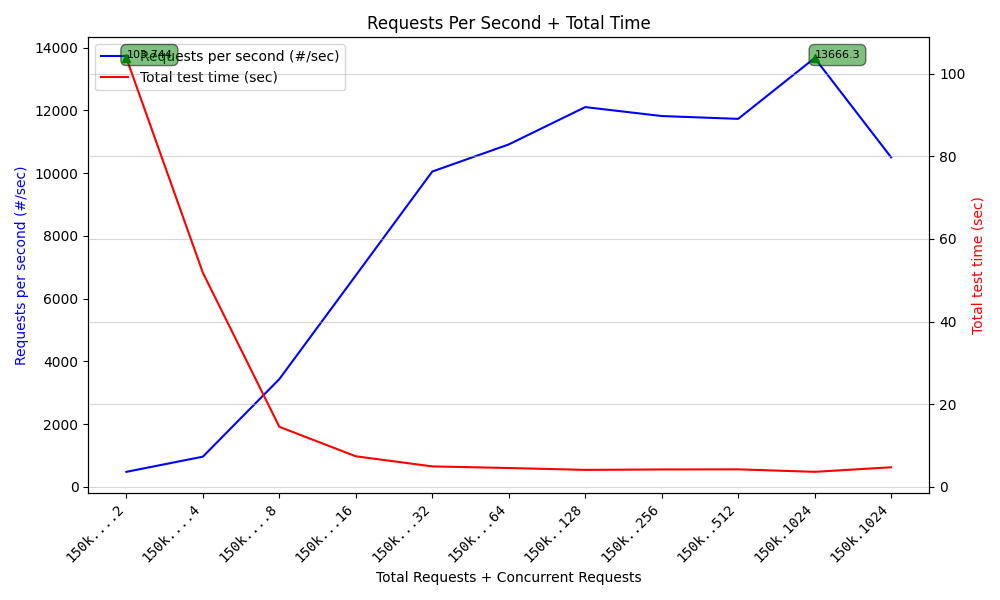 Requests Per Second + Total Time
103.744
Requests per second (#/sec)
Total test time (sec)
13666.3
14000
12000
10000
8000
6000
4000
2000
0
Requests per second (#/sec)
100
80
60
40
20
0
Total test time (sec)
150k....2
150k....4
150k....8
150k...16
150k...32
150k...64
150k..128
150k..256
150k..512
150k.1024
150k.1024
Total Requests + Concurrent Requests